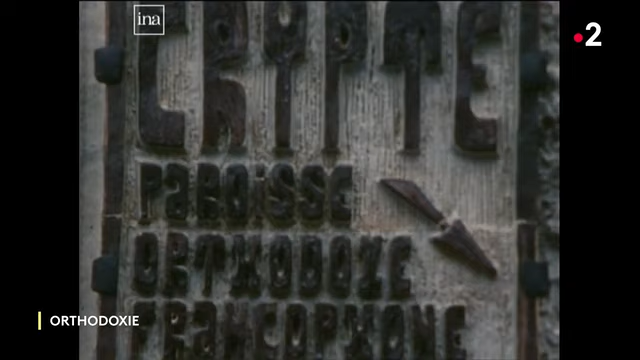 ina
2
CRYPTE
PAROISSE
ORTHODOXE
FRANCOPHONE
ORTHODOXIE